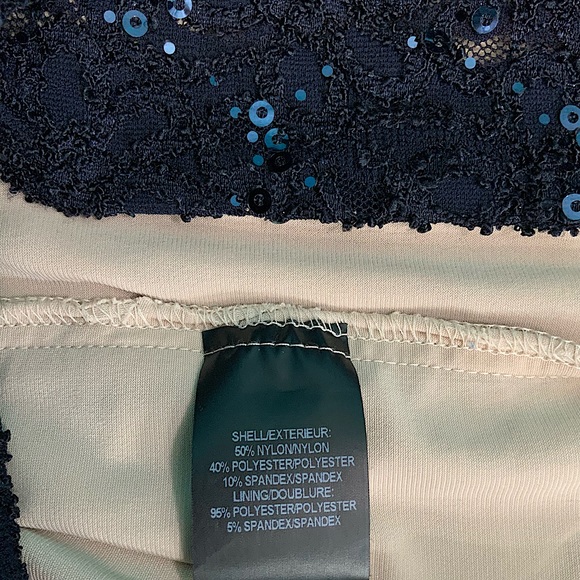 SHELL/EXTERIEUR:
50% NYLON/NYLON
40% POLYESTER/POLYESTER
10% SPANDEX/SPANDEX
LINING/DOUBLURE:
95% POLYESTER/POLYESTER
5% SPANDEX/SPANDEX